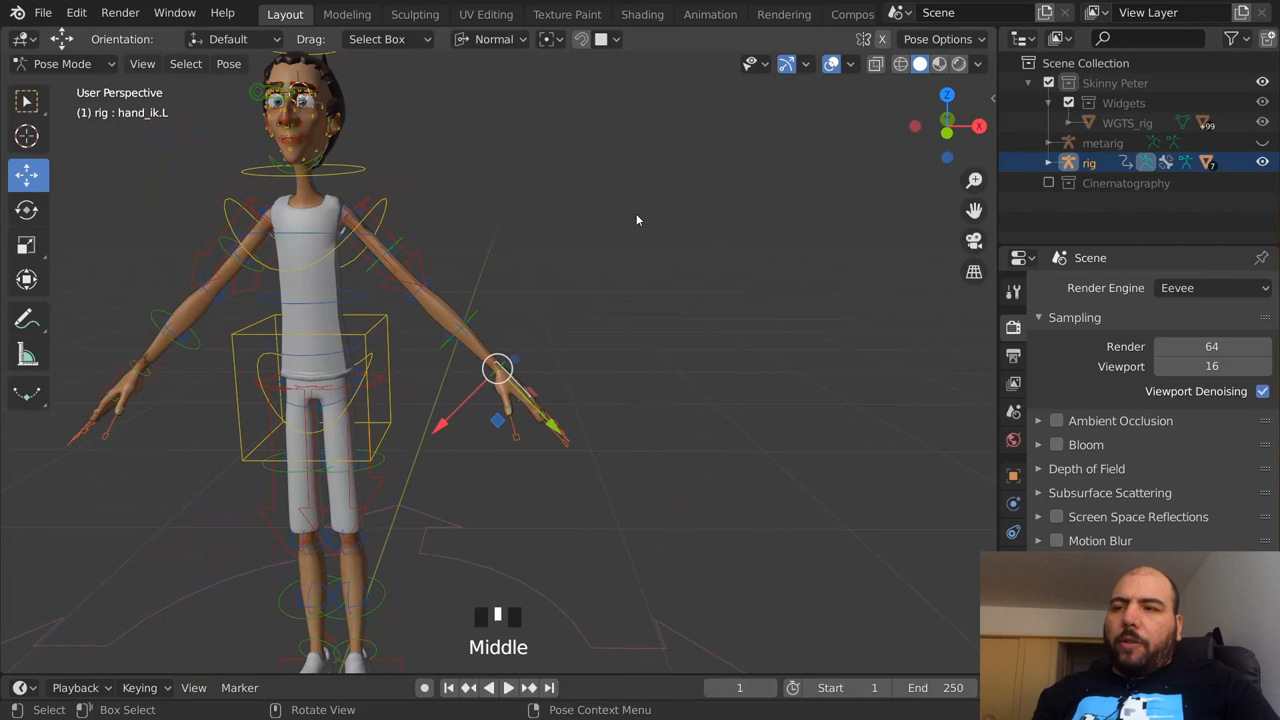 File Edit Render Window Help Layout Modeling Sculpting UV Editing Texture Paint Shading Animation Rendering Compos Scene View Layer
Orientation: Default Drag: Select Box Normal X Pose Options
Pose Mode View Select Pose
User Perspective
(1) rig : hand_ik.L
Z
X
Scene Collection
Skinny Peter
Widgets
WGTS_rig +99
metarig
rig 7
Cinematography
Scene
Render Engine Eevee
Sampling
Render 64
Viewport 16
Viewport Denoising
Ambient Occlusion
Bloom
Depth of Field
Subsurface Scattering
Screen Space Reflections
Motion Blur
Middle
Playback Keying View Marker 1 Start 1 End 250
Select Box Select Rotate View Pose Context Menu